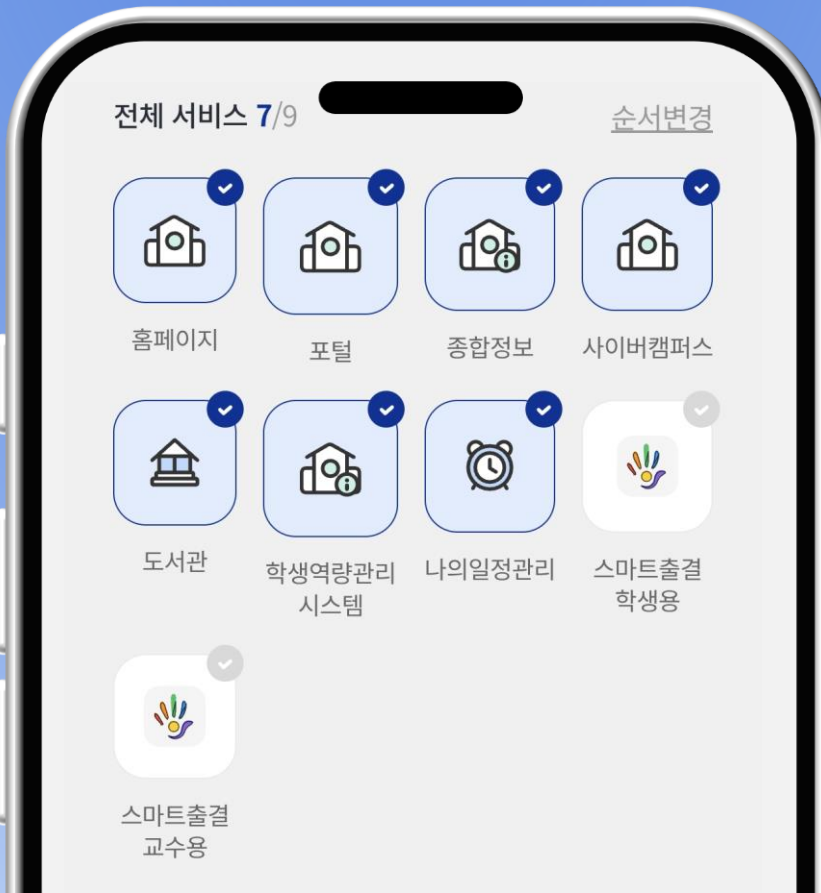 전체 서비스 7/9
순서변경
홈페이지
포털
종합정보
사이버캠퍼스
도서관
학생역량관리
시스템
나의일정관리
스마트출결
학생용
스마트출결
교수용